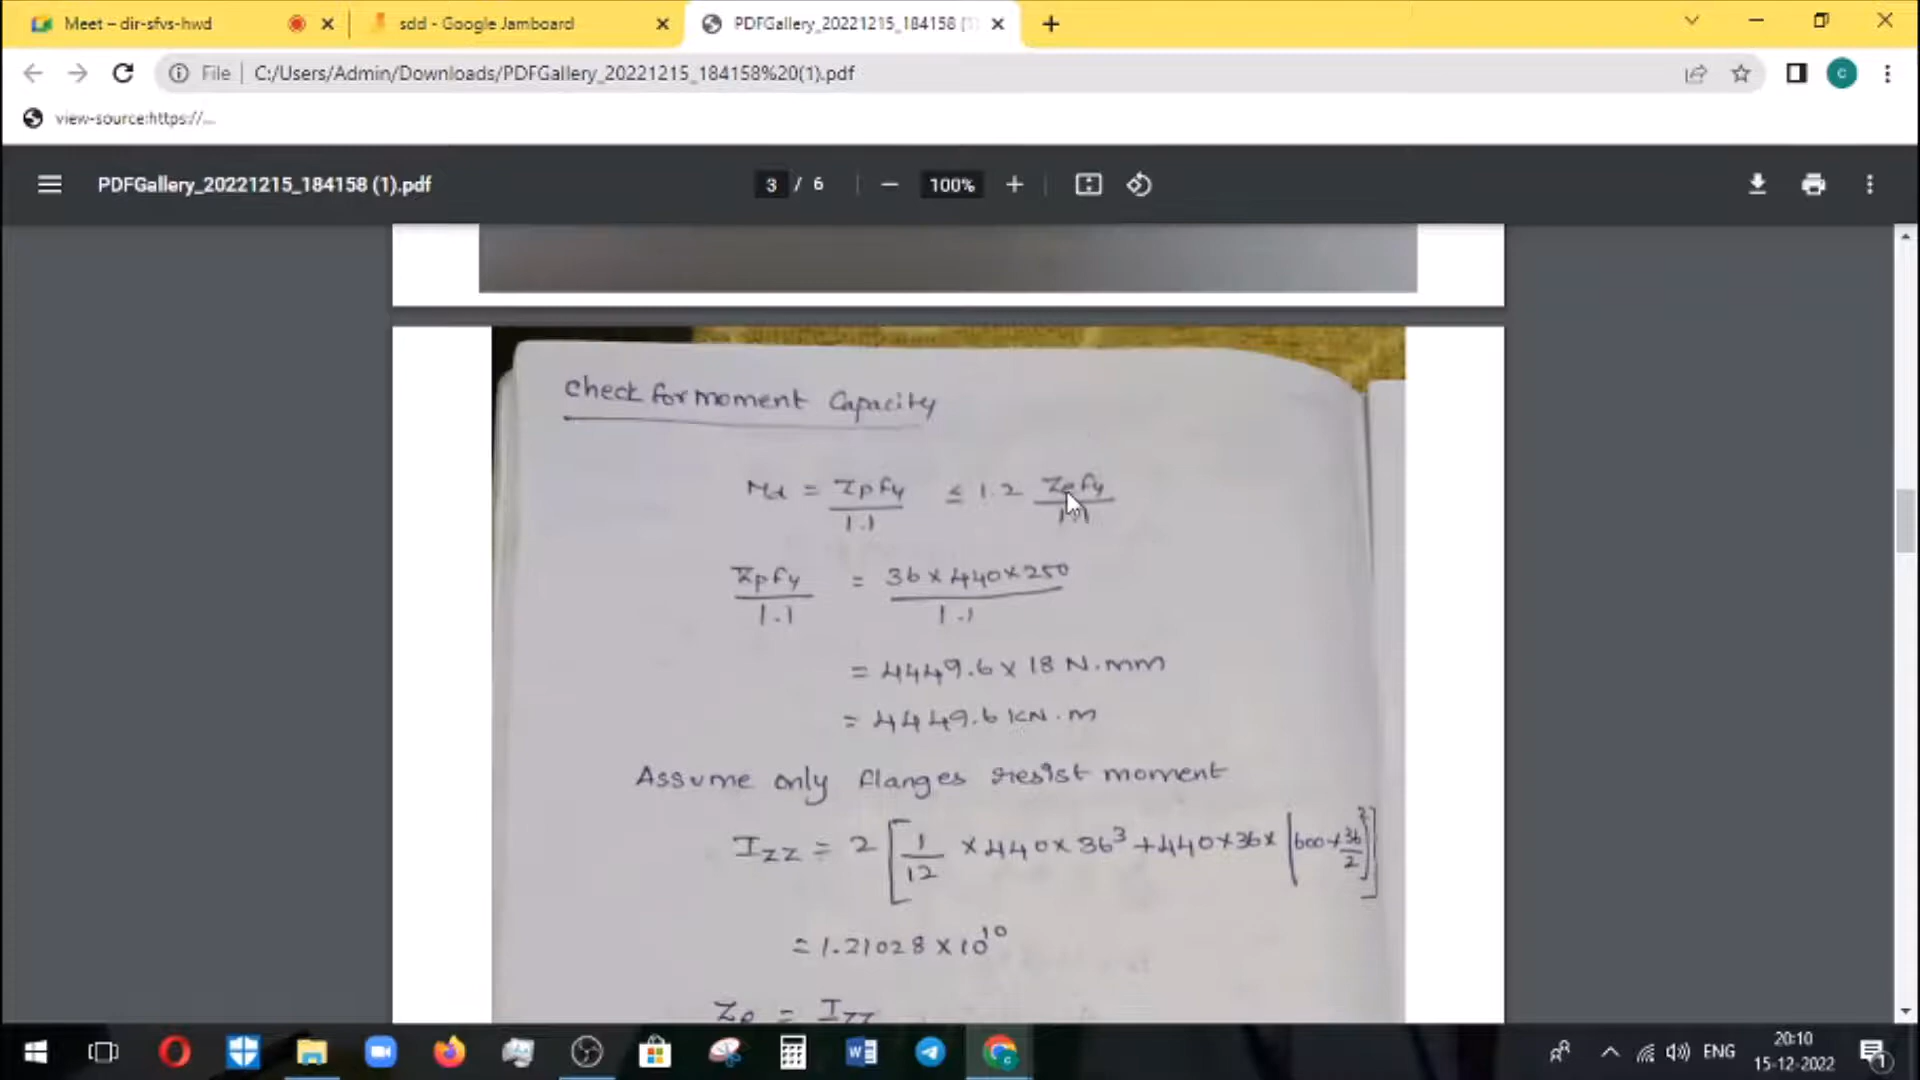 Meet – dir-sfvs-hwd
sdd - Google Jamboard
PDFGallery_20221215_184158 (1)
File
C:/Users/Admin/Downloads/PDFGallery_20221215_184158%20(1).pdf
C
view-source:https://...
PDFGallery_20221215_184158 (1).pdf
3 / 6
100%
Check for moment Capacity
Md = Zpfy/1.1 ≤ 1.2 Zefy/1.1
Zpfy/1.1 = 36×440×250/1.1
= 4449.6 × 18 N.mm
= 4449.6 KN.m
Assume only flanges resist moment
IZZ = 2 [1/12 × 440 × 36³ + 440×36× [600+36/2]²]
= 1.21028 × 10¹⁰
Ze = IZZ
ENG
20:10
15-12-2022
1